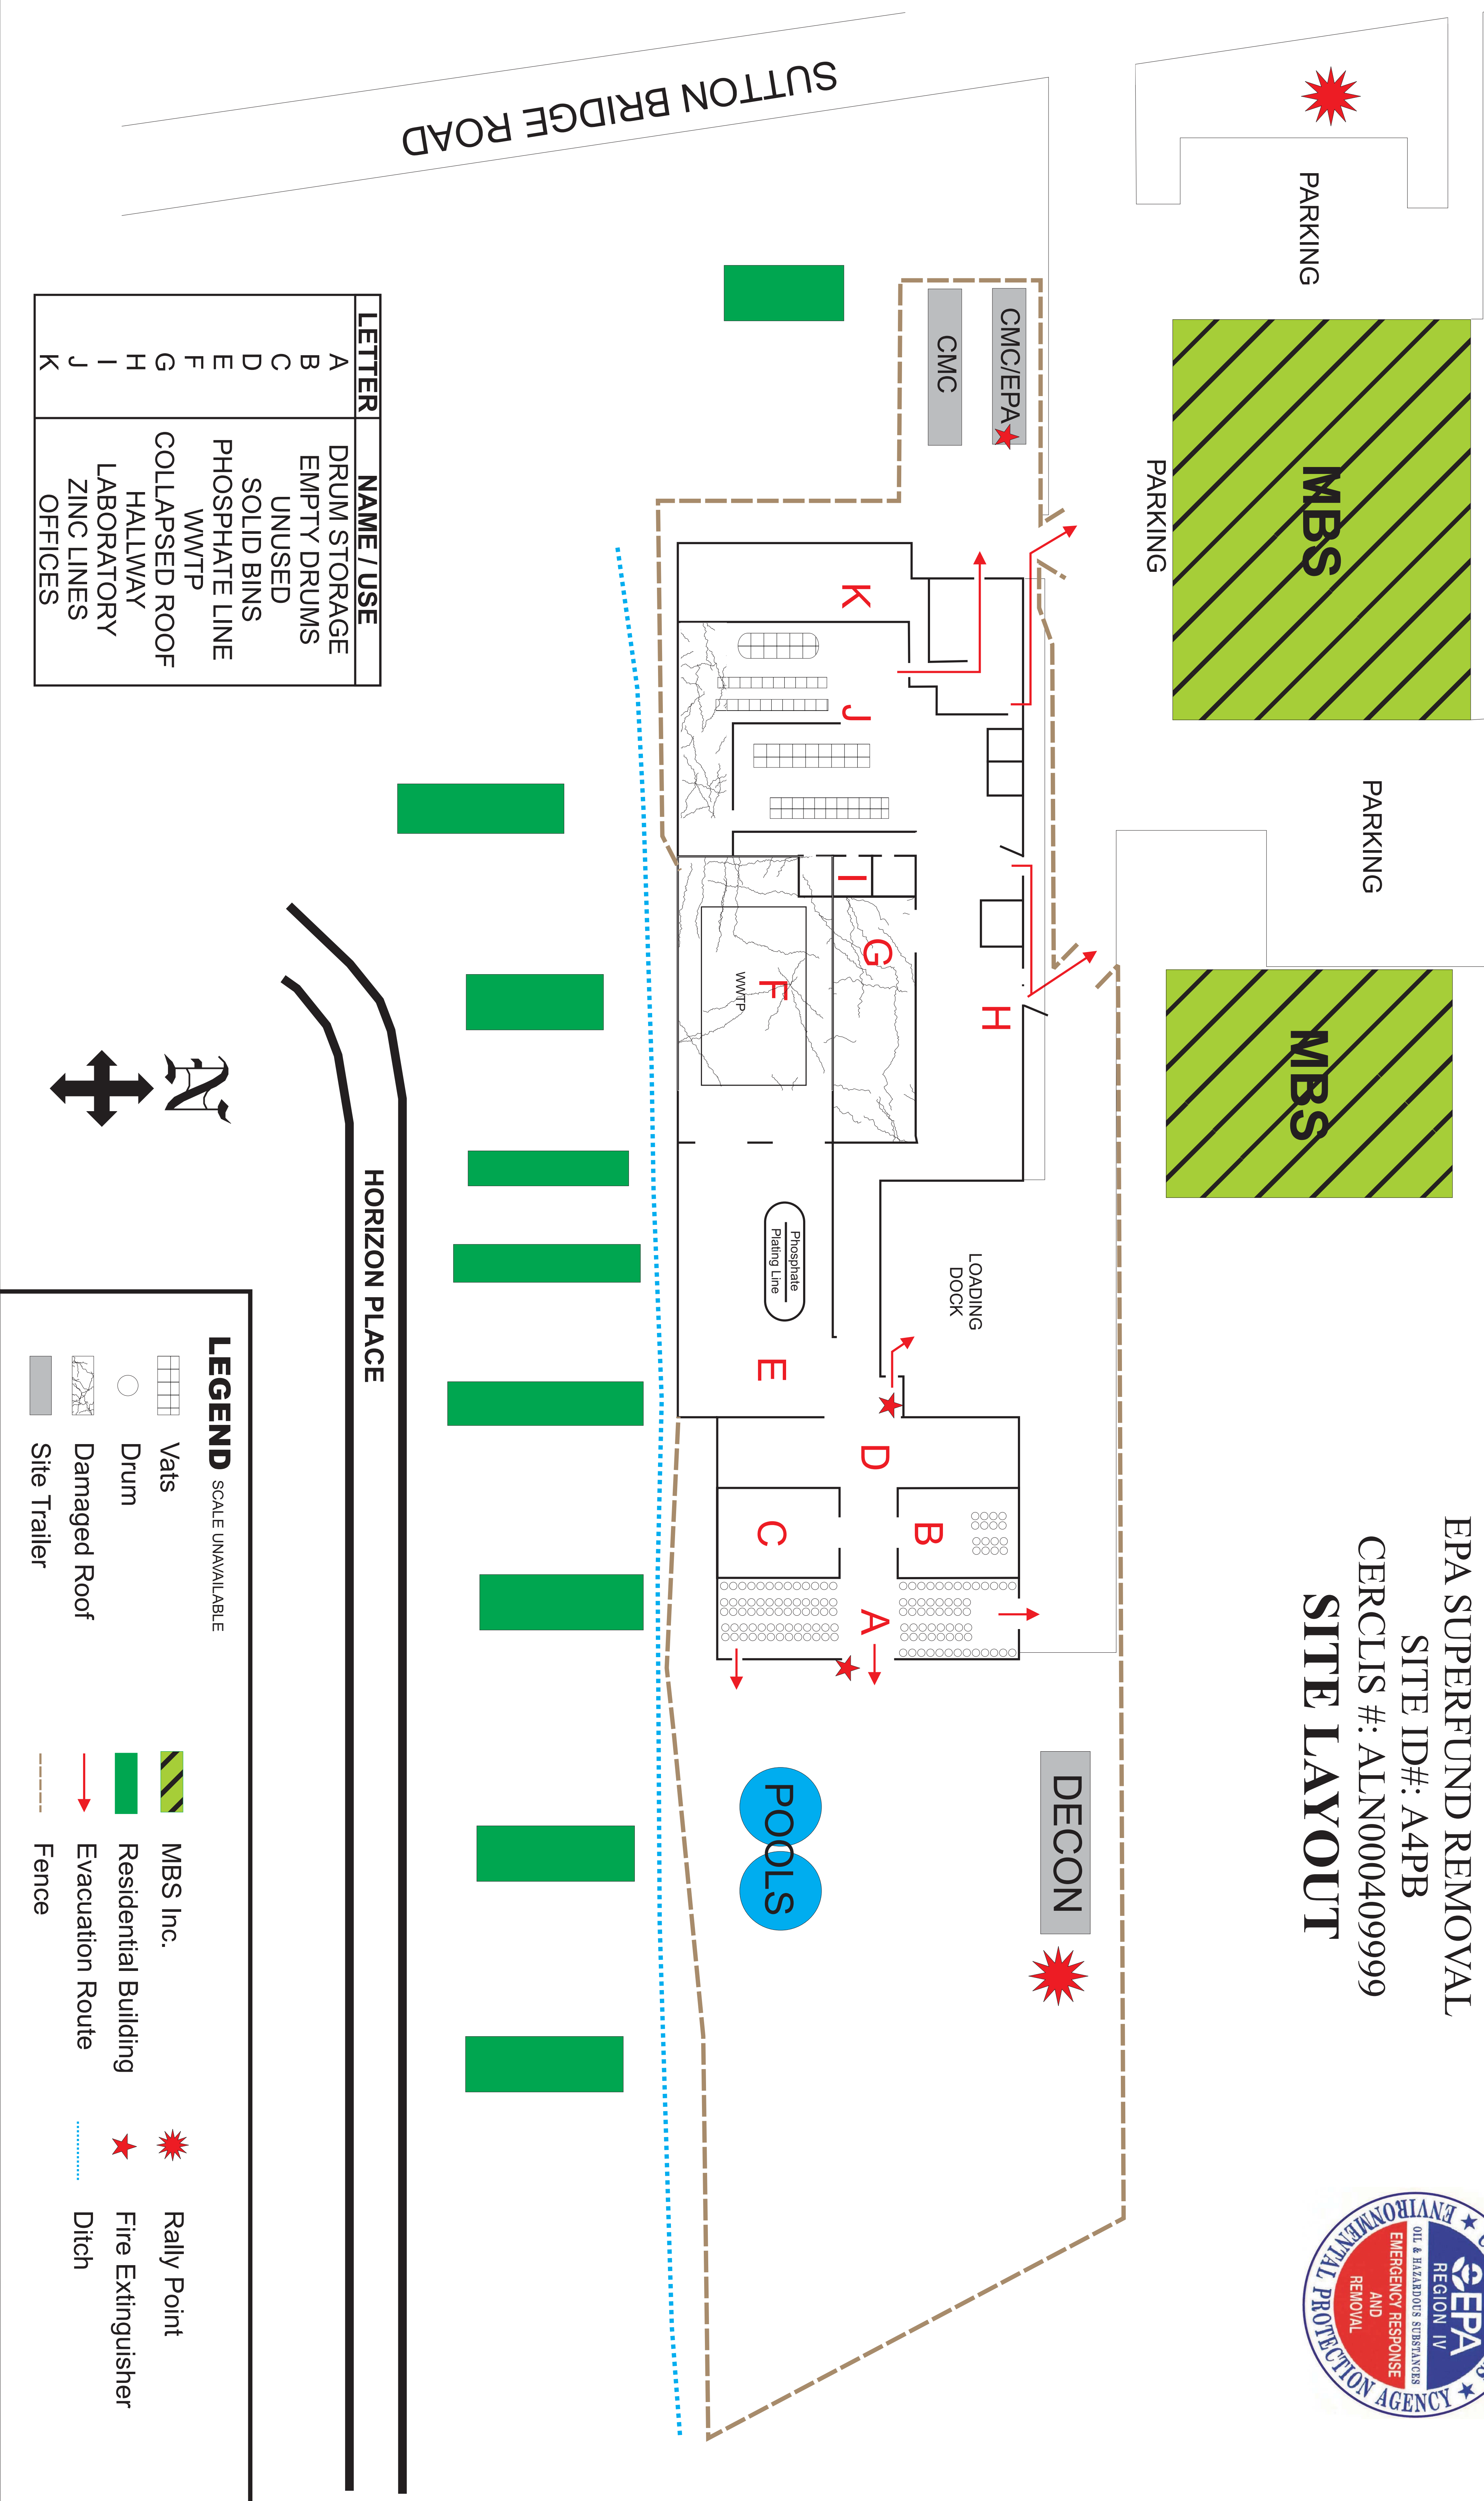 EPA SUPERFUND REMOVAL
SITE ID#: A4PB
CERCLIS #: ALN000409999
SITE LAYOUT
EPA
REGION IV
OIL & HAZARDOUS SUBSTANCES
EMERGENCY RESPONSE
AND
REMOVAL
ENVIRONMENTAL PROTECTION AGENCY
PARKING
MBS
PARKING
PARKING
MBS
SUTTON BRIDGE ROAD
CMC/EPA
CMC
DECON
LOADING
DOCK
H
K
J
I
G
F
WWTP
Phosphate
Plating Line
E
D
B
C
A
POOLS
HORIZON PLACE
LETTER NAME / USE
A DRUM STORAGE
B EMPTY DRUMS
C UNUSED
D SOLID BINS
E PHOSPHATE LINE
F WWTP
G COLLAPSED ROOF
H HALLWAY
I LABORATORY
J ZINC LINES
K OFFICES
N
LEGEND SCALE UNAVAILABLE
Vats
Drum
Damaged Roof
Site Trailer
MBS Inc.
Residential Building
Evacuation Route
Fence
Rally Point
Fire Extinguisher
Ditch